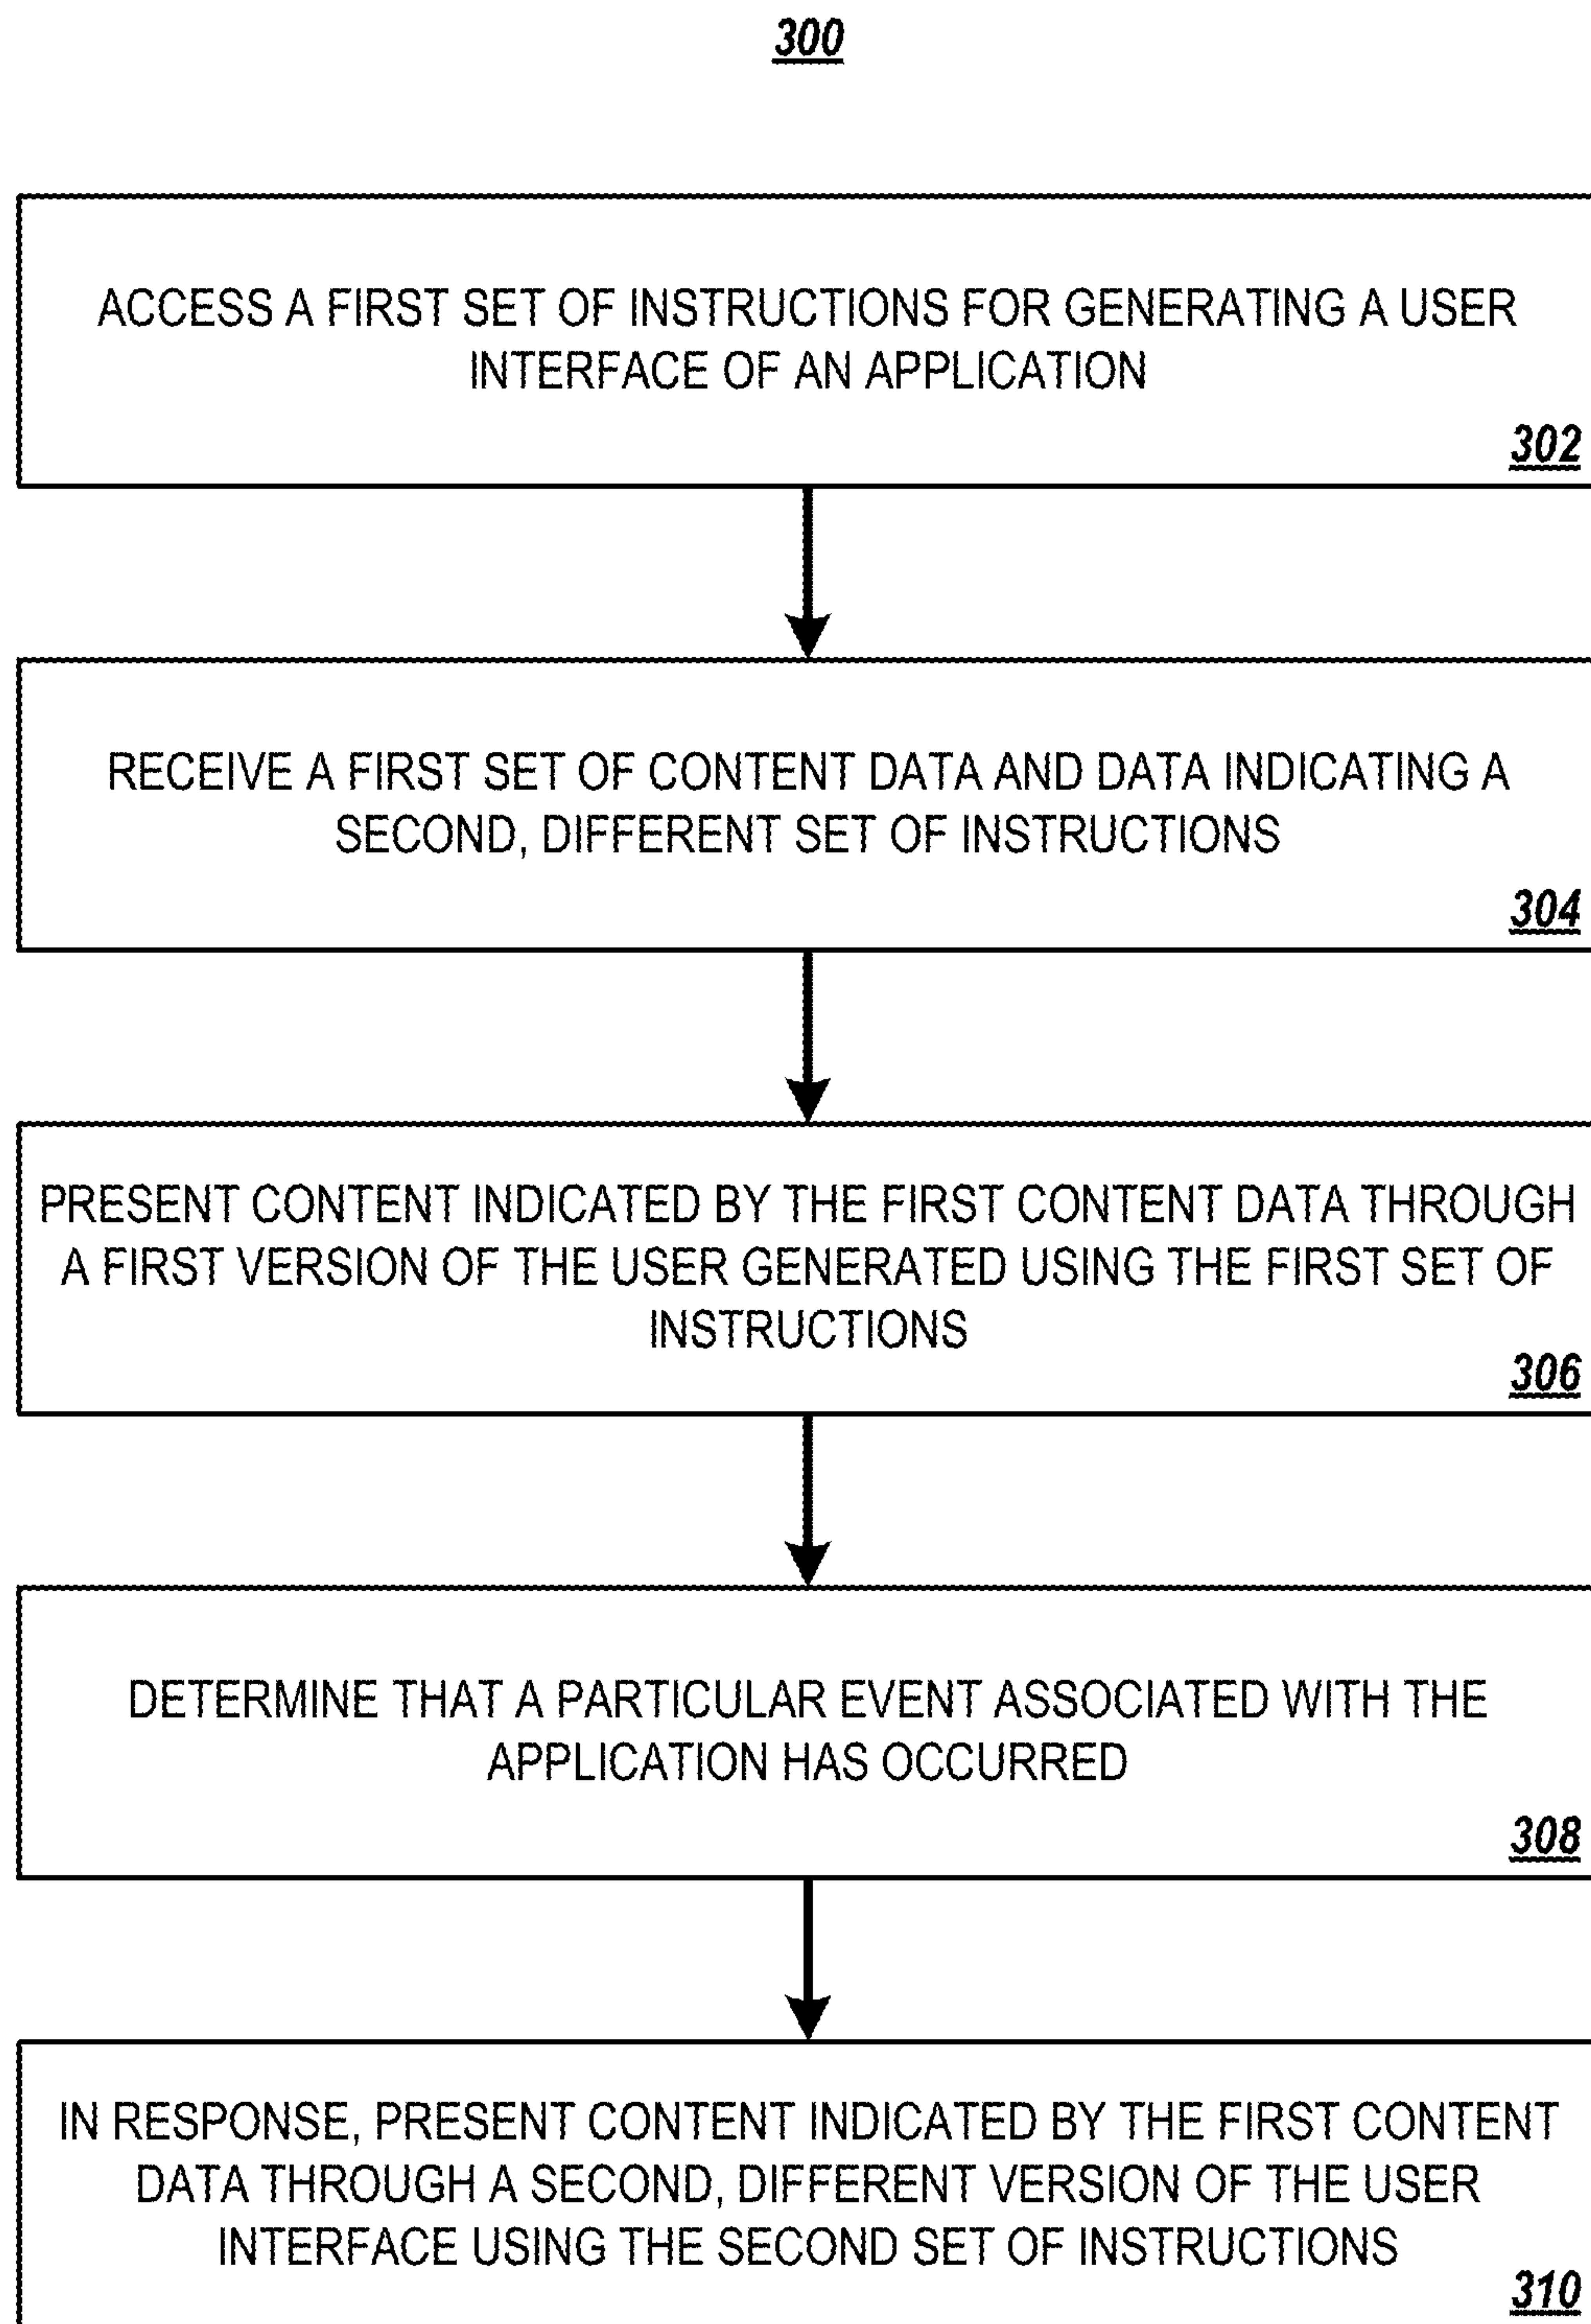 300
ACCESS A FIRST SET OF INSTRUCTIONS FOR GENERATING A USER
INTERFACE OF AN APPLICATION
302
RECEIVE A FIRST SET OF CONTENT DATA AND DATA INDICATING A
SECOND, DIFFERENT SET OF INSTRUCTIONS
304
PRESENT CONTENT INDICATED BY THE FIRST CONTENT DATA THROUGH
A FIRST VERSION OF THE USER GENERATED USING THE FIRST SET OF
INSTRUCTIONS
306
DETERMINE THAT A PARTICULAR EVENT ASSOCIATED WITH THE
APPLICATION HAS OCCURRED
308
IN RESPONSE, PRESENT CONTENT INDICATED BY THE FIRST CONTENT
DATA THROUGH A SECOND, DIFFERENT VERSION OF THE USER
INTERFACE USING THE SECOND SET OF INSTRUCTIONS
310